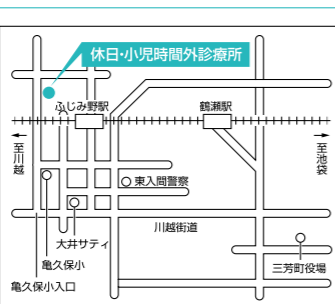 休日・小児時間外診療所
ふじみ野駅
鶴瀬駅
至川越
至池袋
東入間警察
川越街道
大井サティ
亀久保小
亀久保小入口
三芳町役場